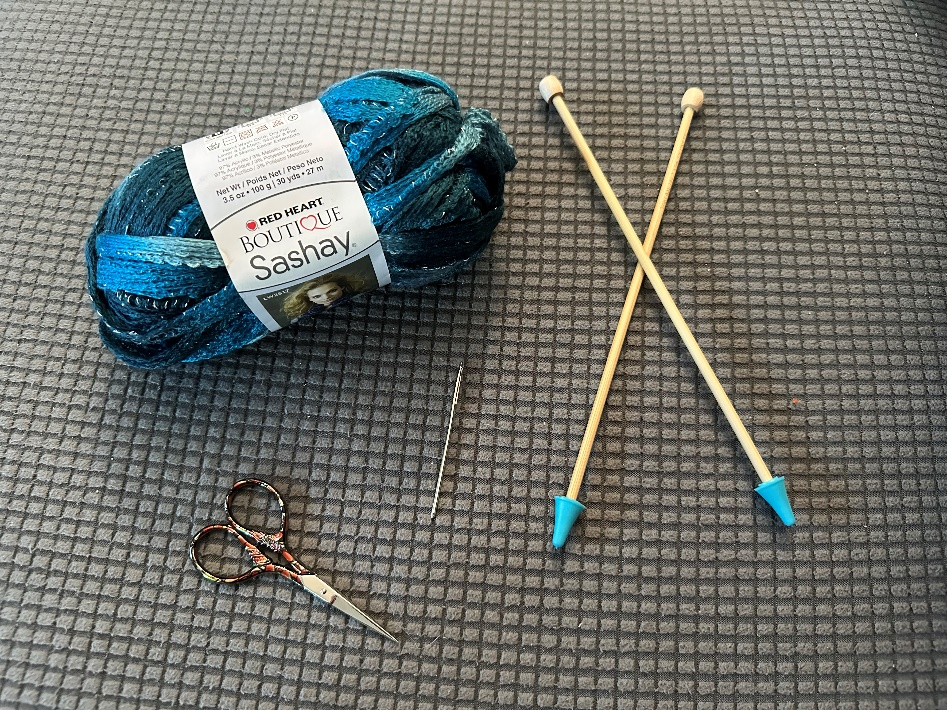 Net Wt / Poids Net / Peso Neto
3.5 oz • 100 g | 30 yds • 27 m
RED HEART
BOUTIQUE
Sashay®